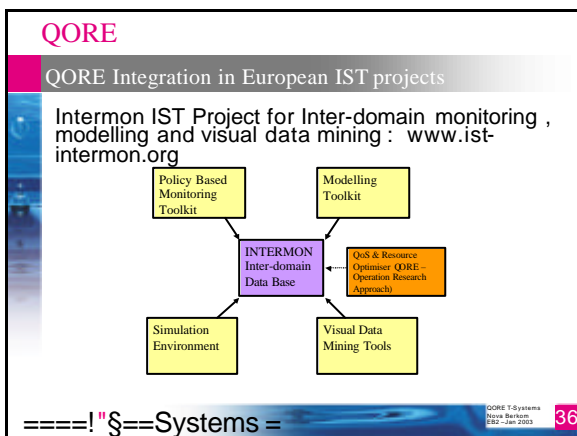 QORE
QORE Integration in European IST projects
Intermon IST Project for Inter-domain monitoring ,
modelling and visual data mining : www.ist-
intermon.org
Policy Based
Monitoring
Toolkit
Modelling
Toolkit
INTERMON
Inter-domain
Data Base
QoS & Resource
Optimiser QORE –
Operation Research
Approach)
Simulation
Environment
Visual Data
Mining Tools
====!"§==Systems =
QORE T-Systems
Nova Berkom
EB2 –Jan 2003
36